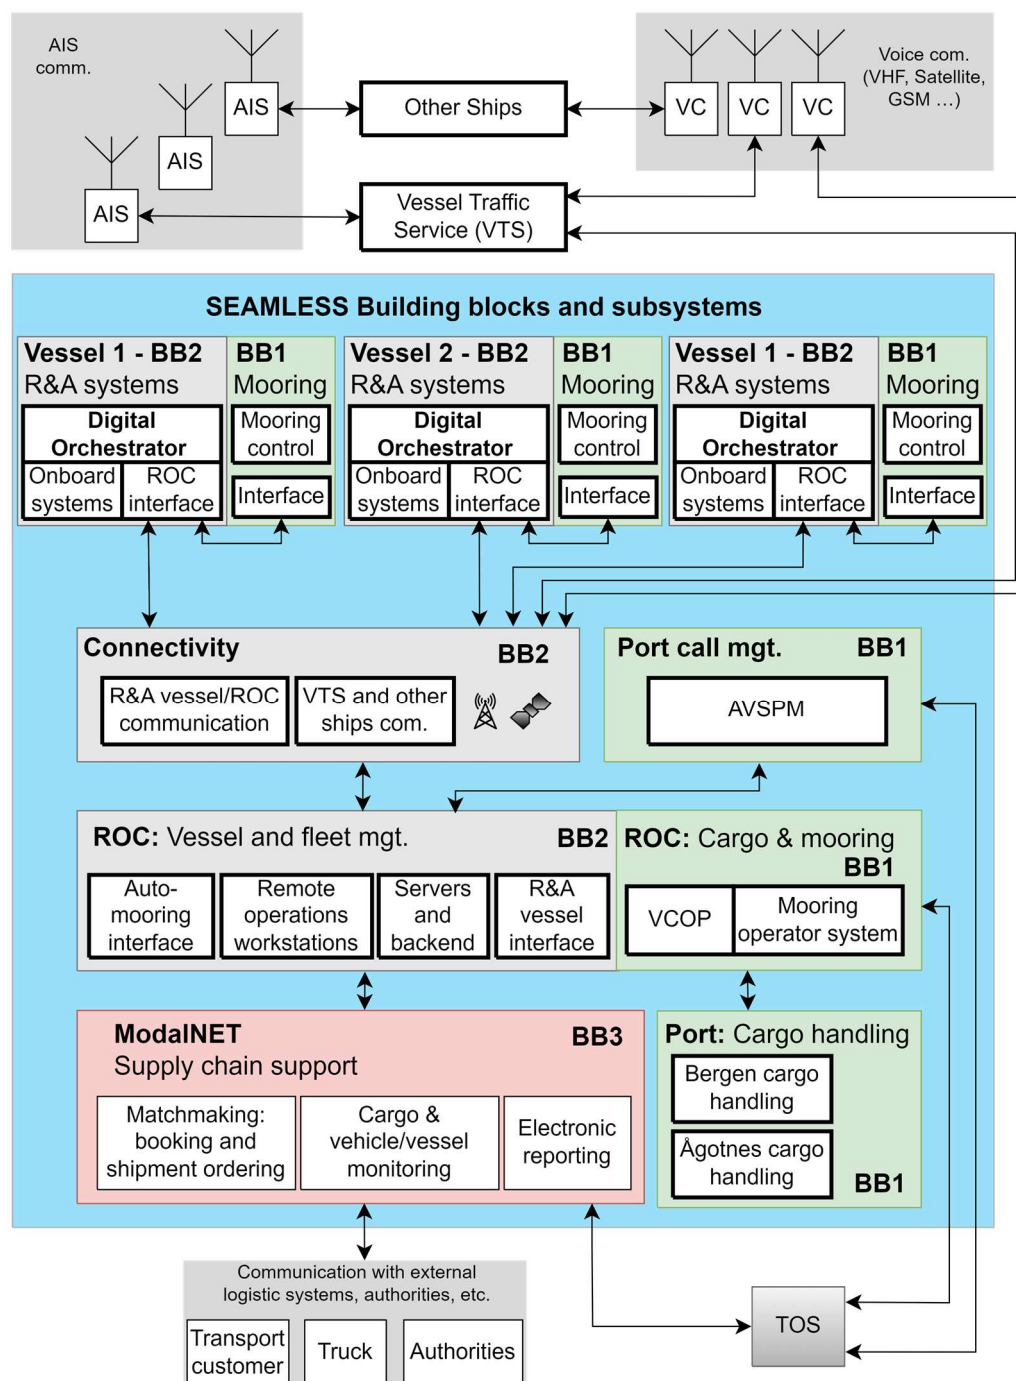 AIS
comm.
AIS
AIS
AIS
Other Ships
Vessel Traffic
Service (VTS)
VC
VC
VC
Voice com.
(VHF, Satellite,
GSM ...)
SEAMLESS Building blocks and subsystems
Vessel 1 - BB2
R&A systems
Digital
Orchestrator
Onboard
systems
ROC
interface
BB1
Mooring
Mooring
control
Interface
Vessel 2 - BB2
R&A systems
Digital
Orchestrator
Onboard
systems
ROC
interface
BB1
Mooring
Mooring
control
Interface
Vessel 1 - BB2
R&A systems
Digital
Orchestrator
Onboard
systems
ROC
interface
BB1
Mooring
Mooring
control
Interface
Connectivity
BB2
R&A vessel/ROC
communication
VTS and other
ships com.
Port call mgt.
BB1
AVSPM
ROC: Vessel and fleet mgt.
BB2
Auto-
mooring
interface
Remote
operations
workstations
Servers
and
backend
R&A
vessel
interface
ROC: Cargo & mooring
BB1
VCOP
Mooring
operator system
ModalNET
BB3
Supply chain support
Matchmaking:
booking and
shipment ordering
Cargo &
vehicle/vessel
monitoring
Electronic
reporting
Port: Cargo handling
Bergen cargo
handling
Ågotnes cargo
handling
BB1
Communication with external
logistic systems, authorities, etc.
Transport
customer
Truck
Authorities
TOS